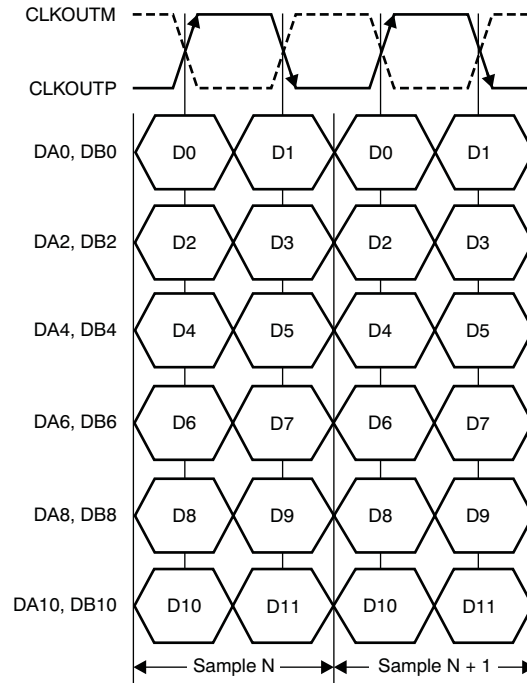 CLKOUTM
CLKOUTP
DA0, DB0 D0 D1 D0 D1
DA2, DB2 D2 D3 D2 D3
DA4, DB4 D4 D5 D4 D5
DA6, DB6 D6 D7 D6 D7
DA8, DB8 D8 D9 D8 D9
DA10, DB10 D10 D11 D10 D11
Sample N Sample N + 1